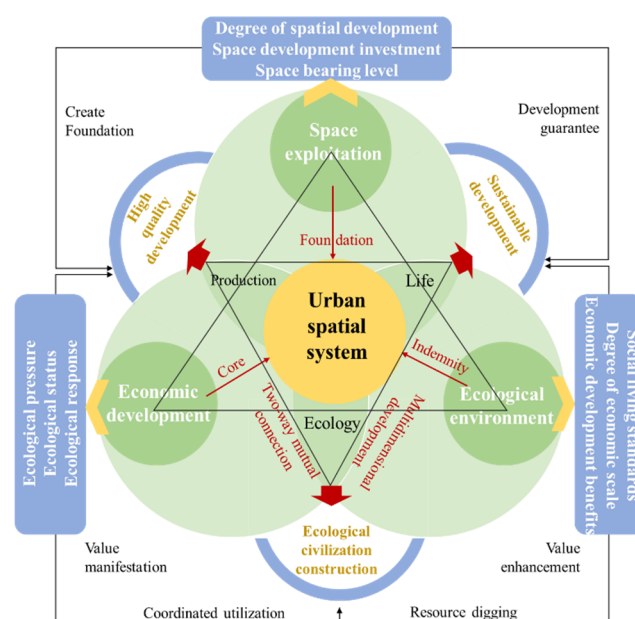 Degree of spatial development
Space development investment
Space bearing level
Create
Foundation
Development
guarantee
Space
exploitation
High
quality
development
Sustainable
development
Foundation
Production
Life
Urban
spatial
system
Core
Indemnity
Economic
development
Ecological
environment
Ecology
Two-way mutual
connection
Multidimensional
development
Ecological pressure
Ecological status
Ecological response
Social living standards
Degree of economic scale
Economic development benefits
Ecological
civilization
construction
Value
manifestation
Value
enhancement
Coordinated utilization
Resource digging